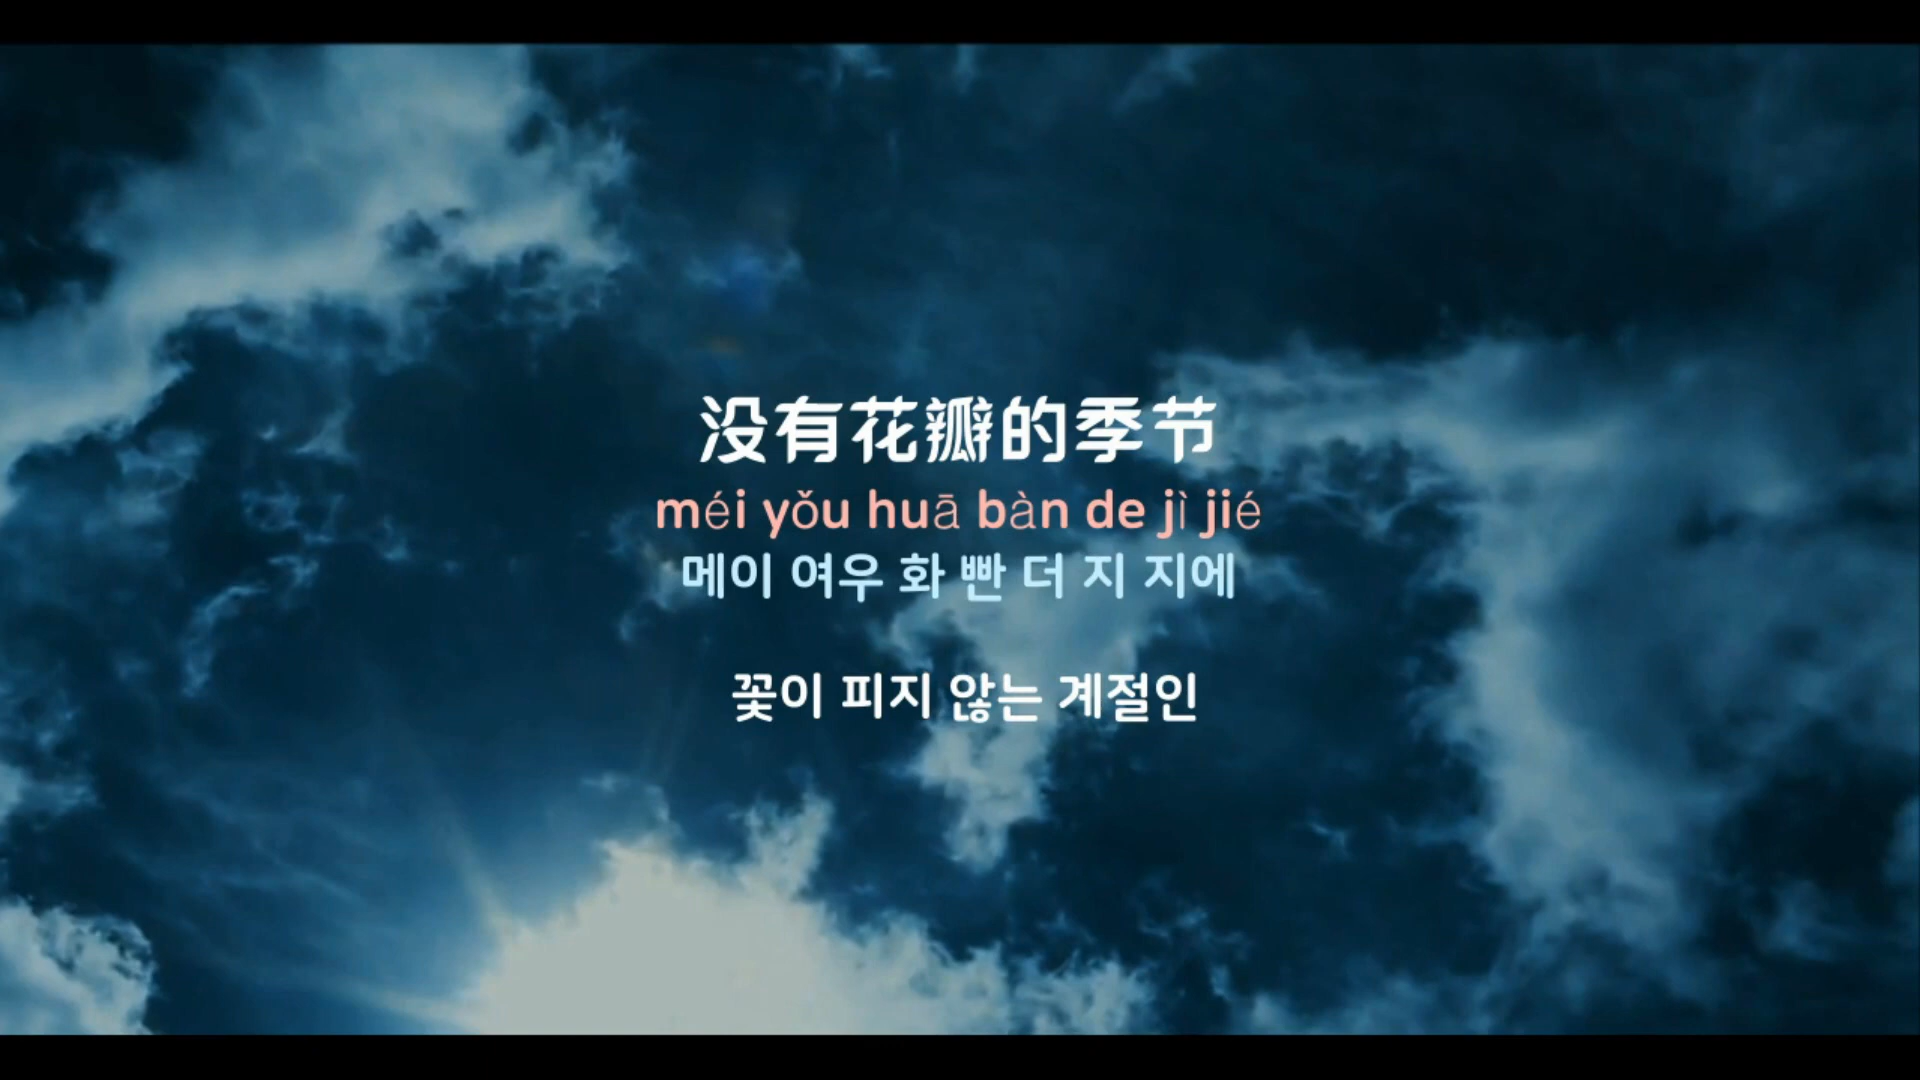 没有花瓣的季节
méi yǒu huā bàn de jì jié
메이 여우 화 빤 더 지 지에
꽃이 피지 않는 계절인